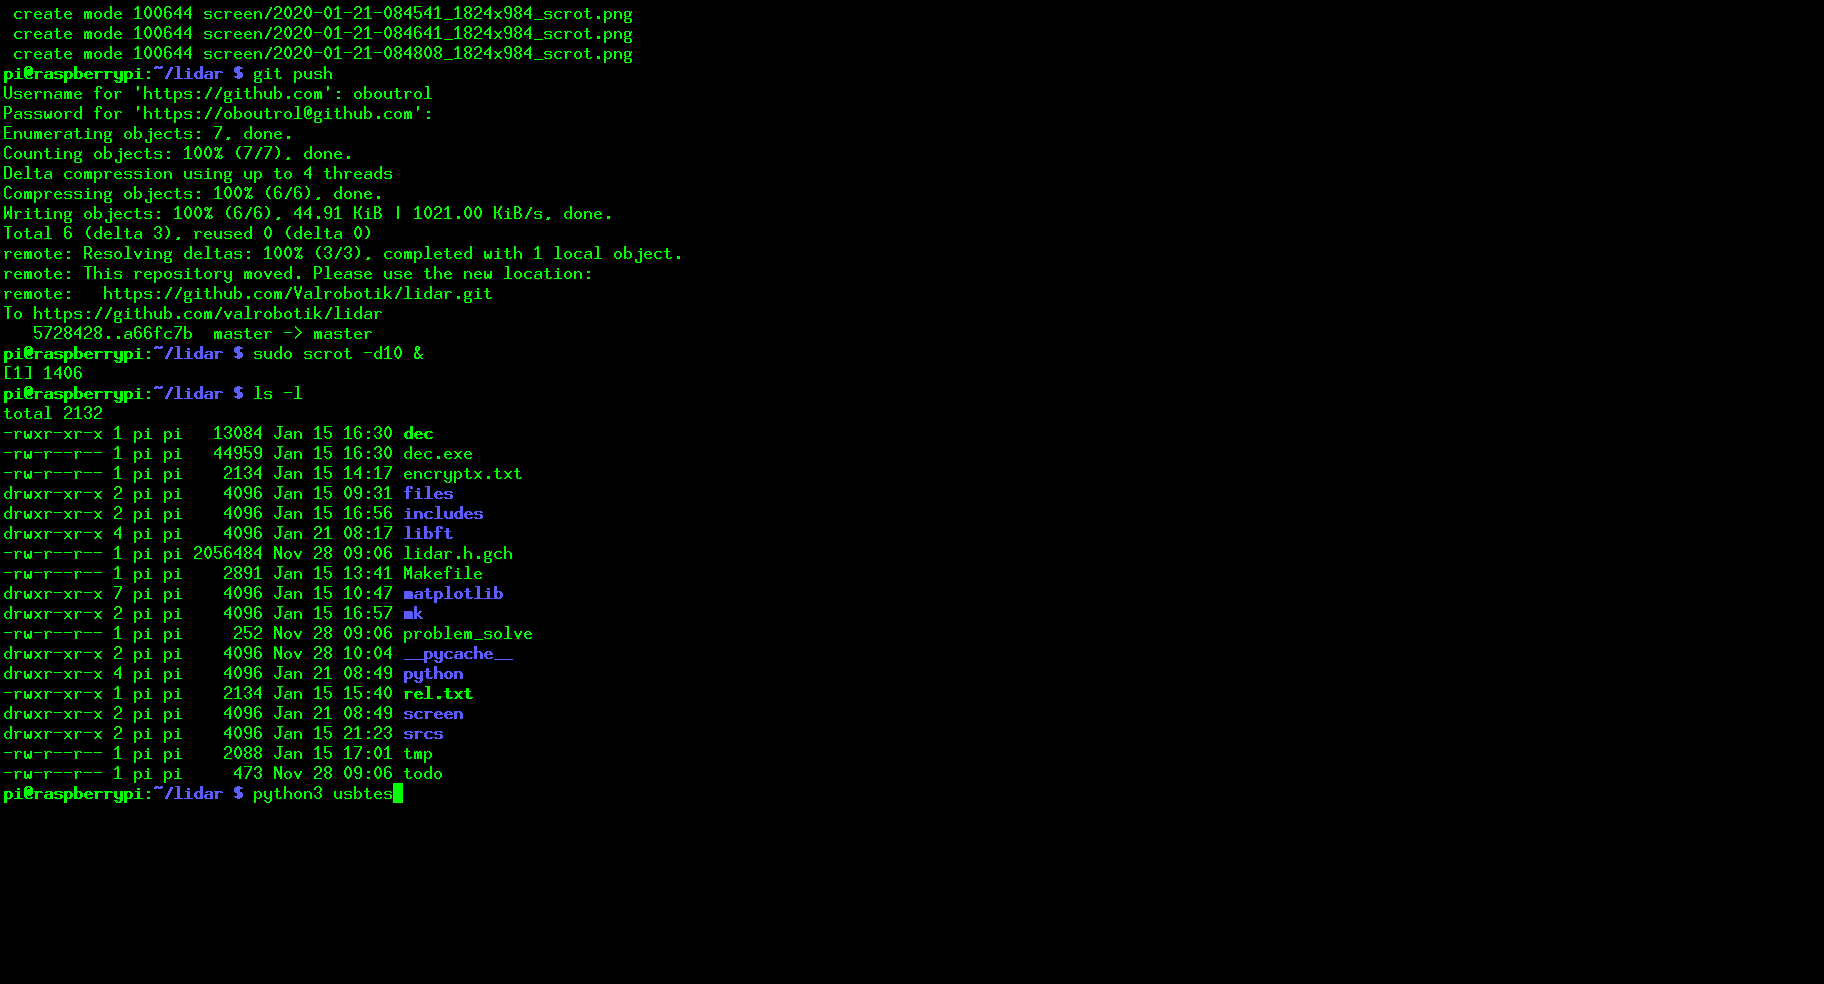 create mode 100644 screen/2020-01-21-084541_1824x984_scrot.png
create mode 100644 screen/2020-01-21-084641_1824x984_scrot.png
create mode 100644 screen/2020-01-21-084808_1824x984_scrot.png
pi@raspberrypi:~/lidar $ git push
Username for 'https://github.com': oboutrol
Password for 'https://oboutrol@github.com':
Enumerating objects: 7, done.
Counting objects: 100% (7/7), done.
Delta compression using up to 4 threads
Compressing objects: 100% (6/6), done.
Writing objects: 100% (6/6), 44.91 KiB | 1021.00 KiB/s, done.
Total 6 (delta 3), reused 0 (delta 0)
remote: Resolving deltas: 100% (3/3), completed with 1 local object.
remote: This repository moved. Please use the new location:
remote:   https://github.com/Valrobotik/lidar.git
To https://github.com/valrobotik/lidar
   5728428..a66fc7b  master -> master
pi@raspberrypi:~/lidar $ sudo scrot -d10 &
[1] 1406
pi@raspberrypi:~/lidar $ ls -l
total 2132
-rwxr-xr-x 1 pi pi   13084 Jan 15 16:30 dec
-rw-r--r-- 1 pi pi   44959 Jan 15 16:30 dec.exe
-rw-r--r-- 1 pi pi    2134 Jan 15 14:17 encryptx.txt
drwxr-xr-x 2 pi pi    4096 Jan 15 09:31 files
drwxr-xr-x 2 pi pi    4096 Jan 15 16:56 includes
drwxr-xr-x 4 pi pi    4096 Jan 21 08:17 libft
-rw-r--r-- 1 pi pi 2056484 Nov 28 09:06 lidar.h.gch
-rw-r--r-- 1 pi pi    2891 Jan 15 13:41 Makefile
drwxr-xr-x 7 pi pi    4096 Jan 15 10:47 matplotlib
drwxr-xr-x 2 pi pi    4096 Jan 15 16:57 mk
-rw-r--r-- 1 pi pi     252 Nov 28 09:06 problem_solve
drwxr-xr-x 2 pi pi    4096 Nov 28 10:04 __pycache__
drwxr-xr-x 4 pi pi    4096 Jan 21 08:49 python
-rwxr-xr-x 1 pi pi    2134 Jan 15 15:40 rel.txt
drwxr-xr-x 2 pi pi    4096 Jan 21 08:49 screen
drwxr-xr-x 2 pi pi    4096 Jan 15 21:23 srcs
-rw-r--r-- 1 pi pi    2088 Jan 15 17:01 tmp
-rw-r--r-- 1 pi pi     473 Nov 28 09:06 todo
pi@raspberrypi:~/lidar $ python3 usbtes